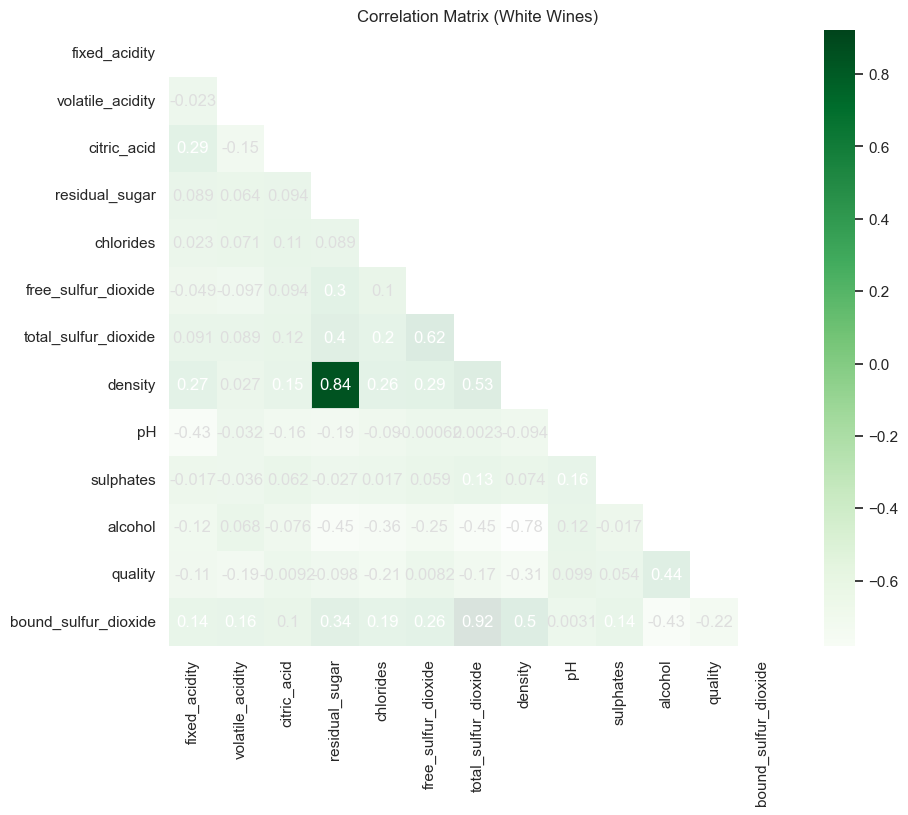 Correlation Matrix (White Wines)
fixed_acidity
volatile_acidity -0.023
citric_acid 0.29 -0.15
residual_sugar 0.089 0.064 0.094
chlorides 0.023 0.071 0.11 0.089
free_sulfur_dioxide -0.049 -0.097 0.094 0.3 0.1
total_sulfur_dioxide 0.091 0.089 0.12 0.4 0.2 0.62
density 0.27 0.027 0.15 0.84 0.26 0.29 0.53
pH -0.43 -0.032 -0.16 -0.19 -0.09 0.0023 -0.094
sulphates -0.017 -0.036 0.062 -0.027 0.017 0.059 0.13 0.074 0.16
alcohol -0.12 0.068 -0.076 -0.45 -0.36 -0.25 -0.45 -0.78 0.12 -0.017
quality -0.11 -0.19 -0.0092 -0.098 -0.21 0.0082 -0.17 -0.31 0.099 0.054 0.44
bound_sulfur_dioxide 0.14 0.16 0.1 0.34 0.19 0.26 0.92 0.5 0.0031 0.14 -0.43 -0.22
fixed_acidity
volatile_acidity
citric_acid
residual_sugar
chlorides
free_sulfur_dioxide
total_sulfur_dioxide
density
pH
sulphates
alcohol
quality
bound_sulfur_dioxide
0.8
0.6
0.4
0.2
0.0
−0.2
−0.4
−0.6